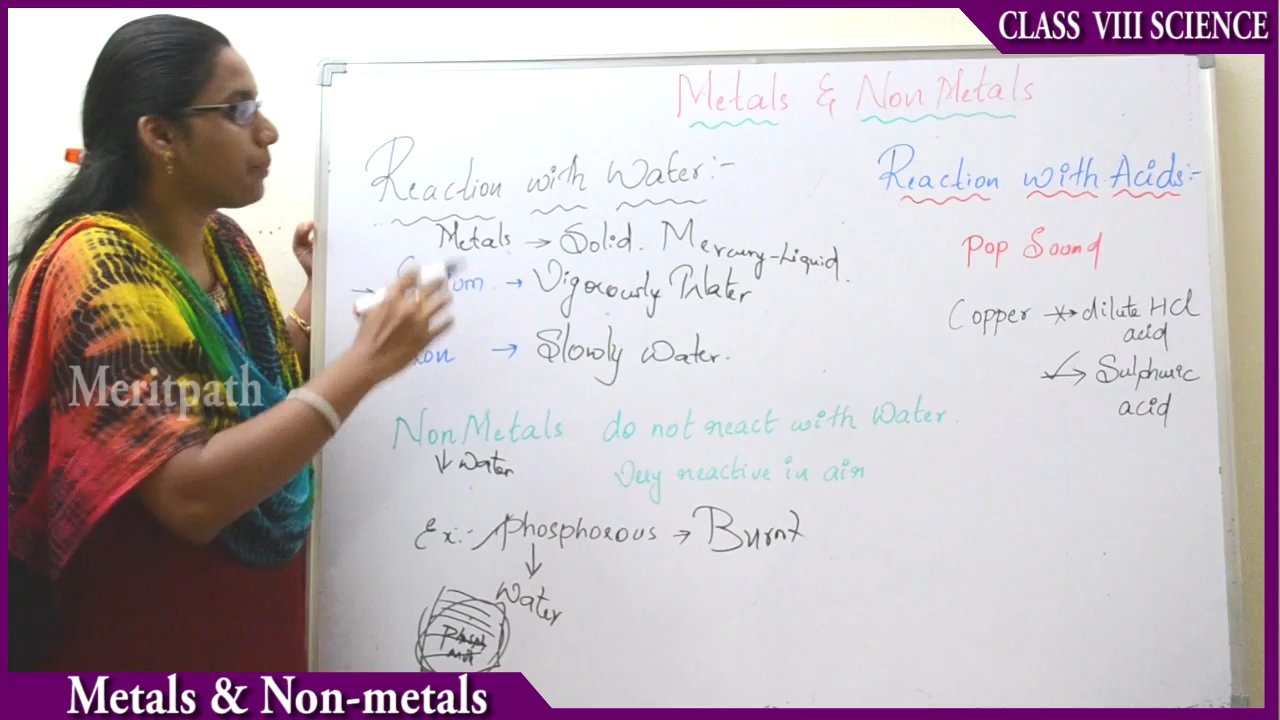 CLASS VIII SCIENCE
Metals & Non Metals
Reaction with Water:-
Metals → Solid. Mercury-Liquid.
→ → Vigorously Water
→ Slowly Water.
Non Metals do not react with Water.
↓ Water
Very reactive in air
Ex:- Phosphorous → Burnt
↓
Water
Reaction with Acids:-
Pop Sound
Copper → dilute HCl
acid
→ Sulphuric
acid
Meritpath
Metals & Non-metals